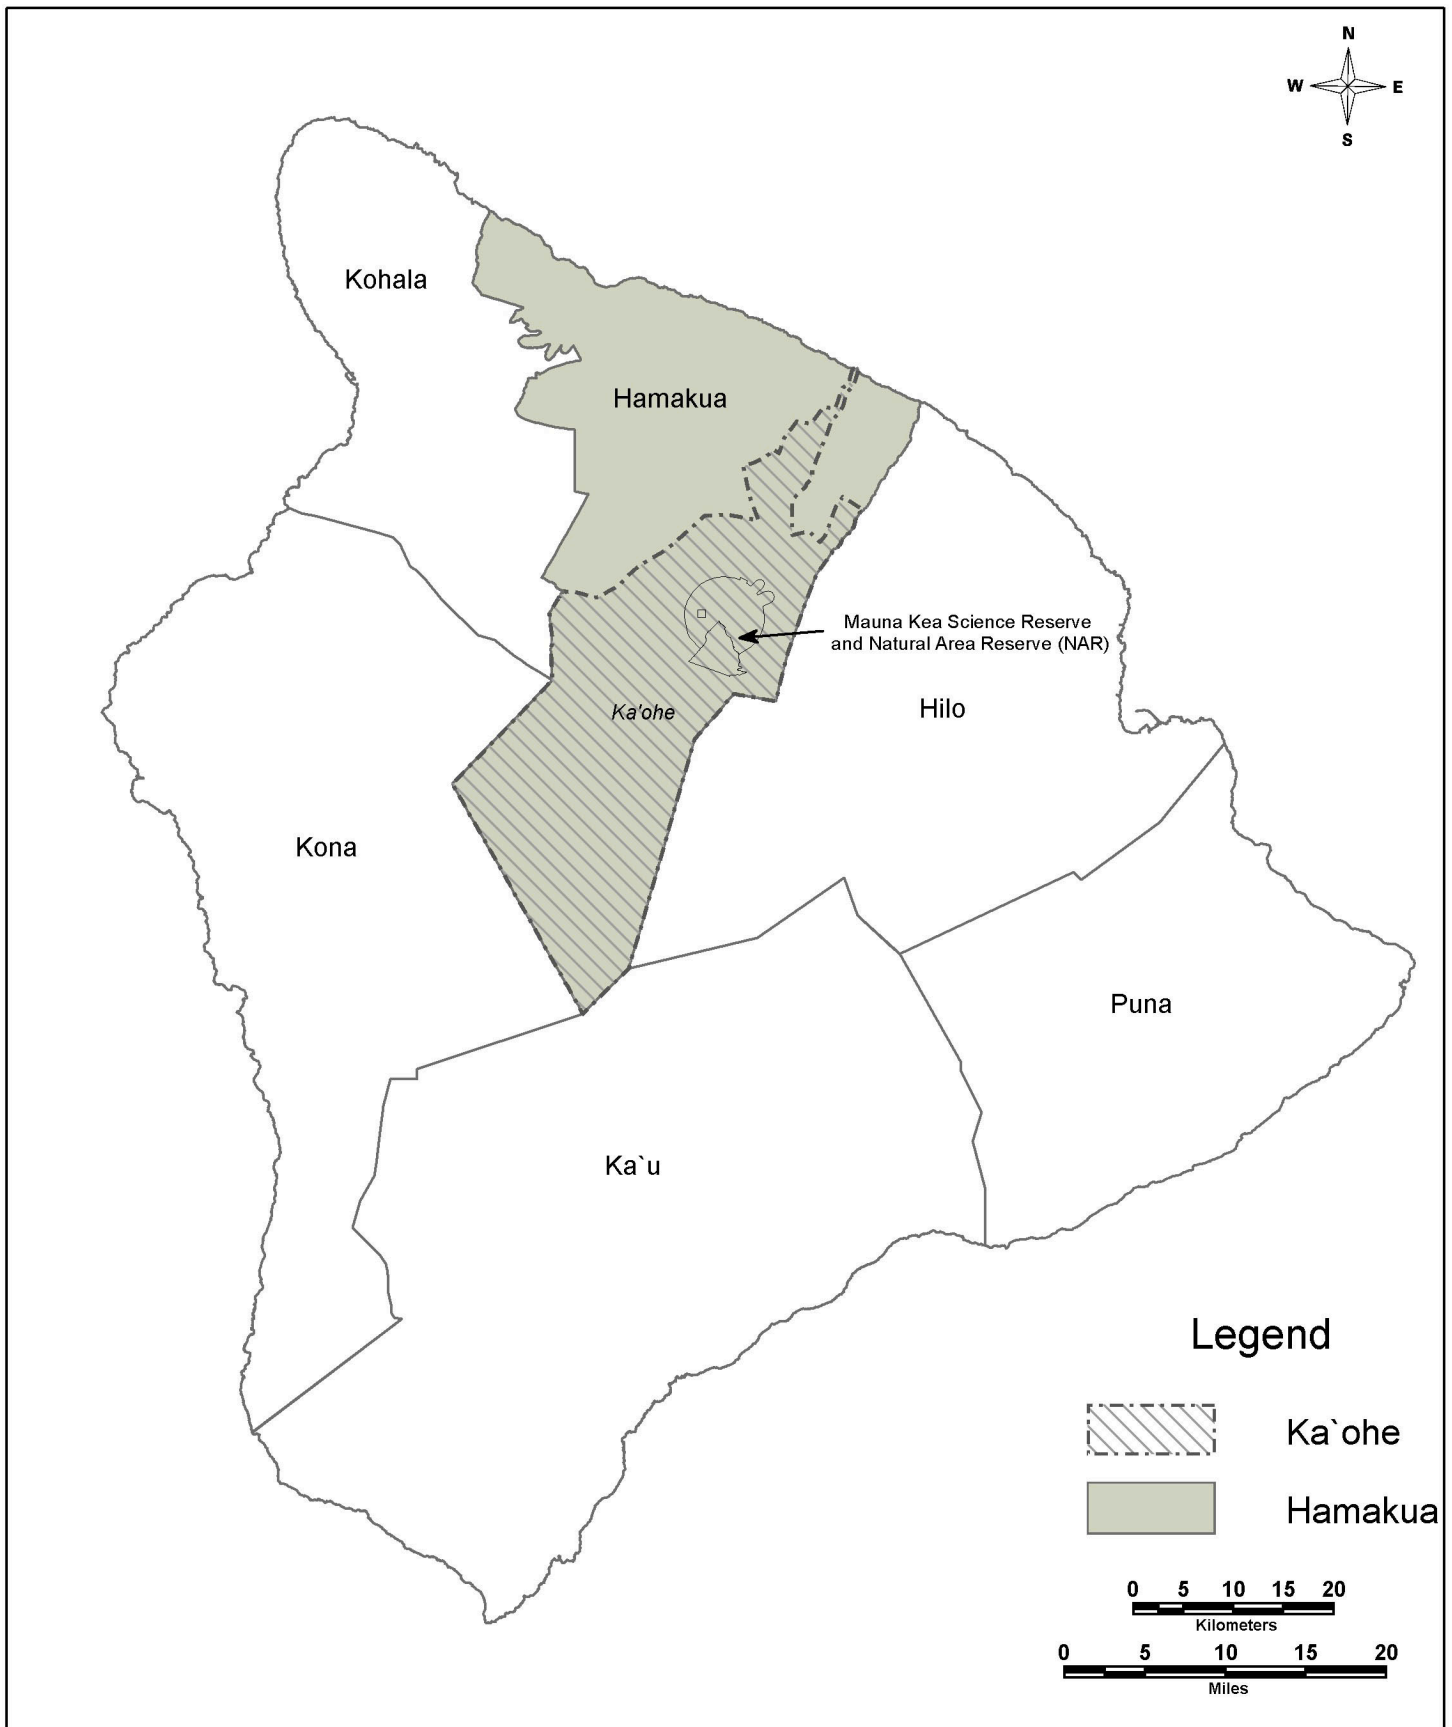 N
W E
S
Kohala
Hamakua
Mauna Kea Science Reserve
and Natural Area Reserve (NAR)
Ka'ohe
Hilo
Kona
Puna
Ka`u
Legend
Ka`ohe
Hamakua
0 5 10 15 20
Kilometers
0 5 10 15 20
Miles